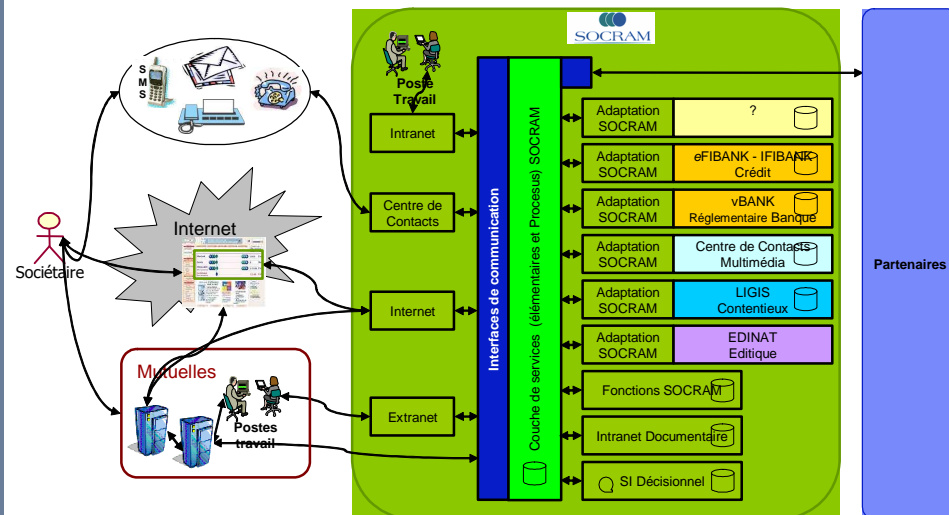 SOCRAM
S
M
S
Poste
Travail
Intranet
Centre de
Contacts
Internet
Extranet
Internet
Sociétaire
Mutuelles
Postes
travail
Interfaces de communication
Couche de services (élémentaires et Procesus) SOCRAM
Adaptation
SOCRAM
?
Adaptation
SOCRAM
eFIBANK - IFIBANK
Crédit
Adaptation
SOCRAM
vBANK
Réglementaire Banque
Adaptation
SOCRAM
Centre de Contacts
Multimédia
Adaptation
SOCRAM
LIGIS
Contentieux
Adaptation
SOCRAM
EDINAT
Editique
Fonctions SOCRAM
Intranet Documentaire
SI Décisionnel
Partenaires